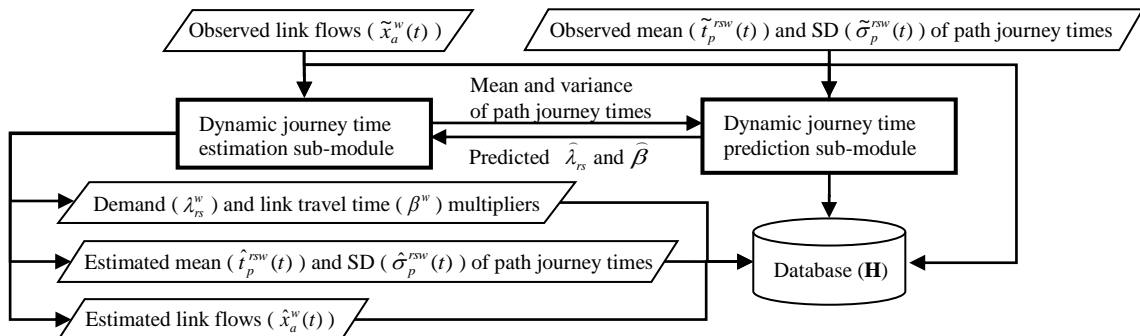 Observed link flows ( x̃_a^w(t) )
Observed mean ( t̃_p^{rsw}(t) ) and SD ( σ̃_p^{rsw}(t) ) of path journey times
Mean and variance
of path journey times
Dynamic journey time
estimation sub-module
Dynamic journey time
prediction sub-module
Predicted λ̂_{rs} and β̂
Demand ( λ_{rs}^w ) and link travel time ( β^w ) multipliers
Estimated mean ( t̂_p^{rsw}(t) ) and SD ( σ̂_p^{rsw}(t) ) of path journey times
Database (H)
Estimated link flows ( x̂_a^w(t) )